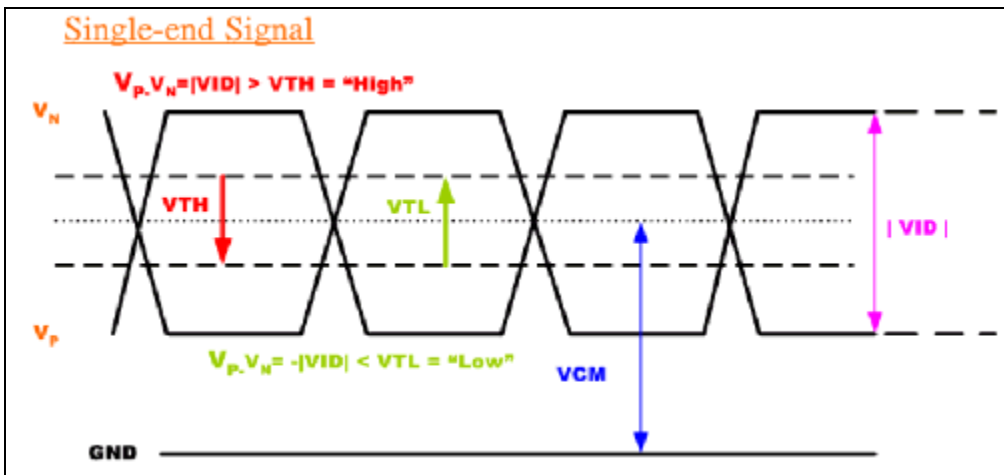 Single-end Signal
VP-VN=|VID| > VTH = “High”
VN
VTH
VTL
| VID |
VP
VP-VN= -|VID| < VTL = “Low”
VCM
GND